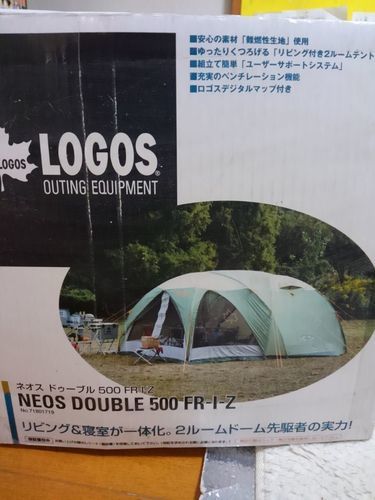 ■安心の素材「難燃性生地」使用
■ゆったりくつろげる「リビング付き2ルームテント」
■組立て簡単「ユーザーサポートシステム」
■充実のベンチレーション機能
■ロゴスデジタルマップ付き
LOGOS
LOGOS®
OUTING EQUIPMENT
ネオス ドゥーブル 500 FR-I-Z
NEOS DOUBLE 500 FR-I-Z
No.71801719
リビング&寝室が一体化。2ルームドーム先駆者の実力!